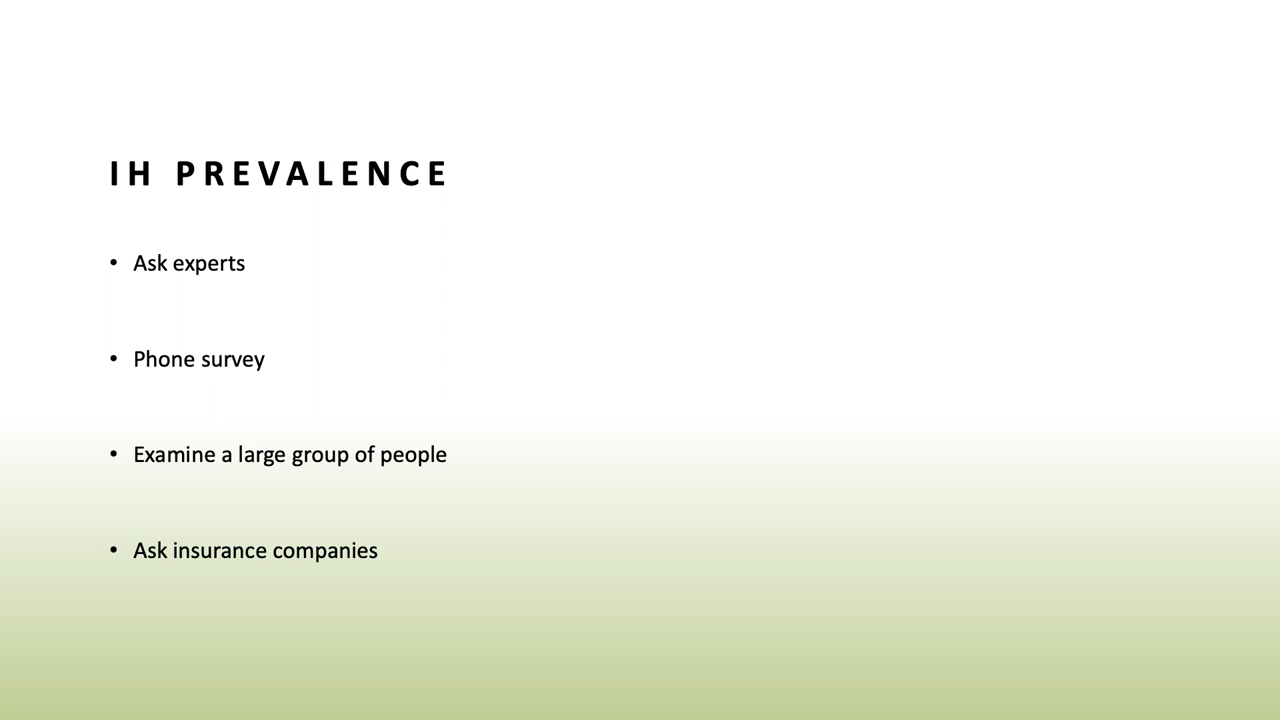 IH PREVALENCE
• Ask experts
• Phone survey
• Examine a large group of people
• Ask insurance companies